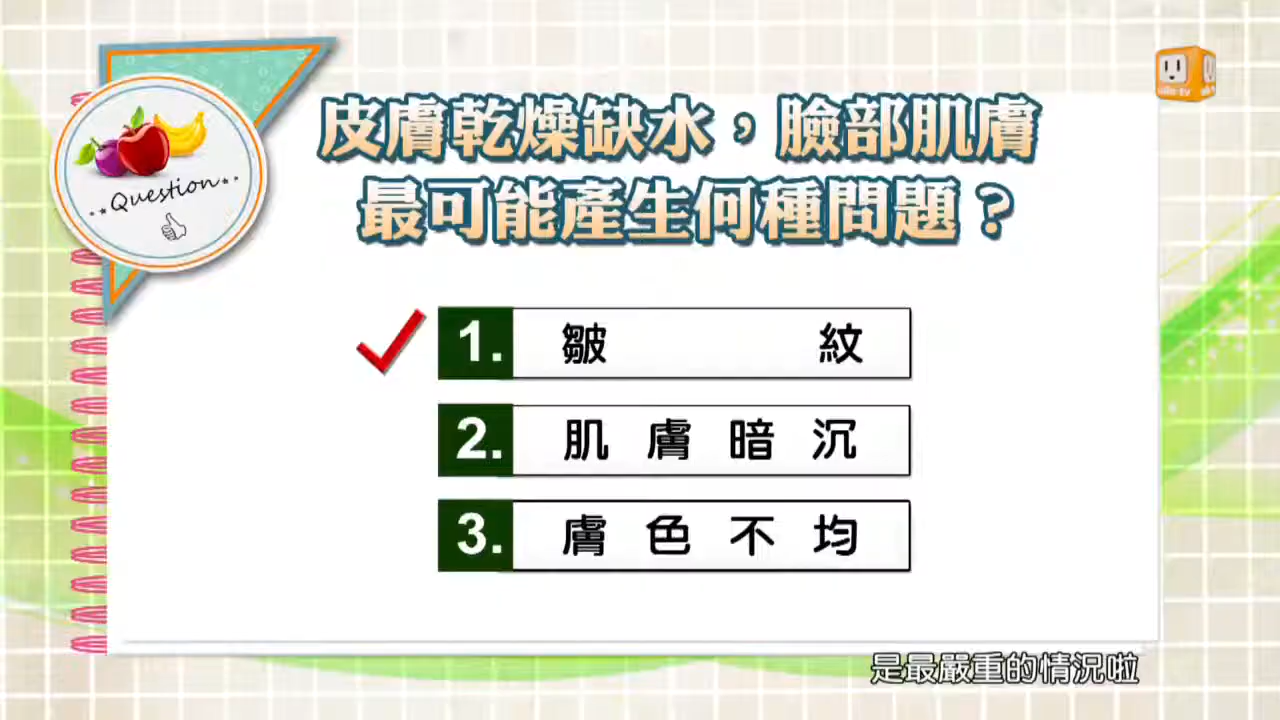 Question
皮膚乾燥缺水，臉部肌膚
最可能產生何種問題？
1. 皺紋
2. 肌膚暗沉
3. 膚色不均
是最嚴重的情況啦